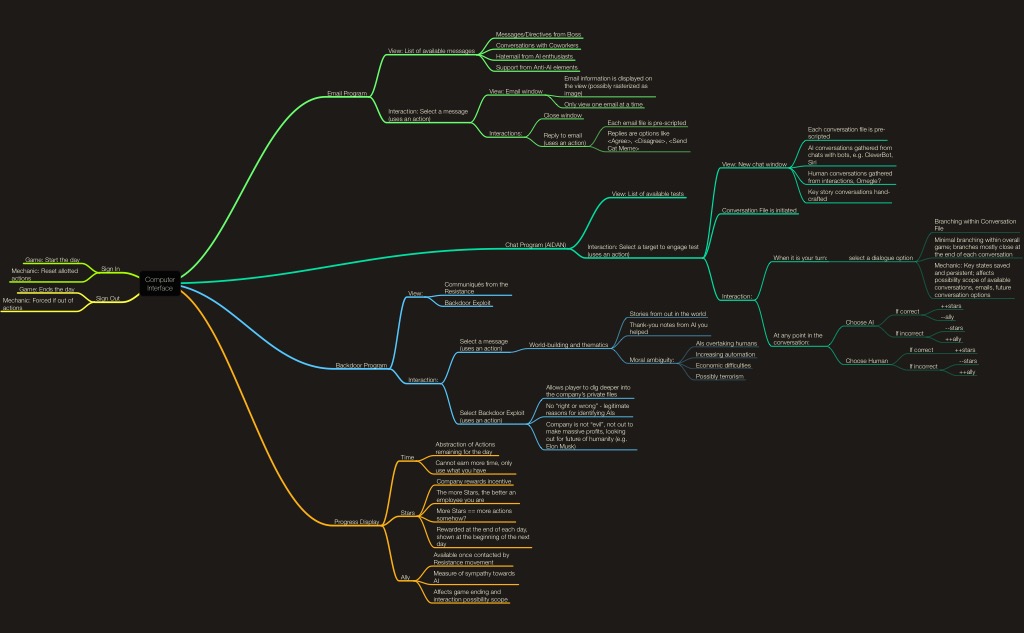 Messages/Directives from Boss
Conversations with Coworkers
View: List of available messages
Hatemail from AI enthusiasts
Support from Anti-AI elements
Email Program
Email information is displayed on
the view (possibly rasterized as
image)
View: Email window
Only view one email at a time
Interaction: Select a message
(uses an action)
Close window
Interactions:
Each email file is pre-scripted
Reply to email
(uses an action)
Replies are options like
<Agree>, <Disagree>, <Send
Cat Meme>
Each conversation file is pre-
scripted
AI conversations gathered from
chats with bots, e.g. CleverBot,
Siri
View: New chat window
Human conversations gathered
from interactions, Omegle?
Key story conversations hand-
crafted
View: List of available tests
Conversation File is initiated
Chat Program (AIDAN)
Interaction: Select a target to engage test
(uses an action)
Branching within Conversation
File
Minimal branching within overall
game; branches mostly close at
the end of each conversation
When it is your turn:
select a dialogue option
Mechanic: Key states saved
and persistent; affects
possibility scope of available
conversations, emails, future
conversation options
Interaction:
If correct
++stars
--ally
Choose AI
If incorrect
--stars
++ally
At any point in the
conversation:
If correct
++stars
Choose Human
If incorrect
--stars
++ally
Game: Start the day
Sign In
Mechanic: Reset allotted
actions
Game: Ends the day
Sign Out
Mechanic: Forced if out of
actions
Computer
Interface
Communiqués from the
Resistance
View:
Backdoor Exploit
Backdoor Program
Stories from out in the world
Thank-you notes from AI you
helped
Select a message
(uses an action)
World-building and thematics
AIs overtaking humans
Increasing automation
Moral ambiguity:
Economic difficulties
Possibly terrorism
Interaction:
Allows player to dig deeper into
the company's private files
Select Backdoor Exploit
(uses an action)
No "right or wrong" - legitimate
reasons for identifying AIs
Company is not "evil", not out to
make massive profits, looking
out for future of humanity (e.g.
Elon Musk)
Abstraction of Actions
remaining for the day
Time
Cannot earn more time, only
use what you have
Company rewards incentive
The more Stars, the better an
employee you are
Stars
More Stars == more actions
somehow?
Progress Display
Rewarded at the end of each day,
shown at the beginning of the next
day
Available once contacted by
Resistance movement
Ally
Measure of sympathy towards
AI
Affects game ending and
interaction possibility scope